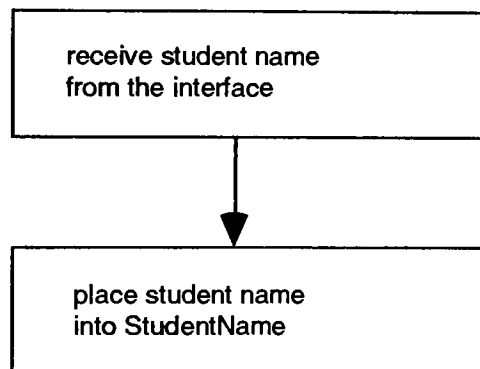 receive student name
from the interface
place student name
into StudentName